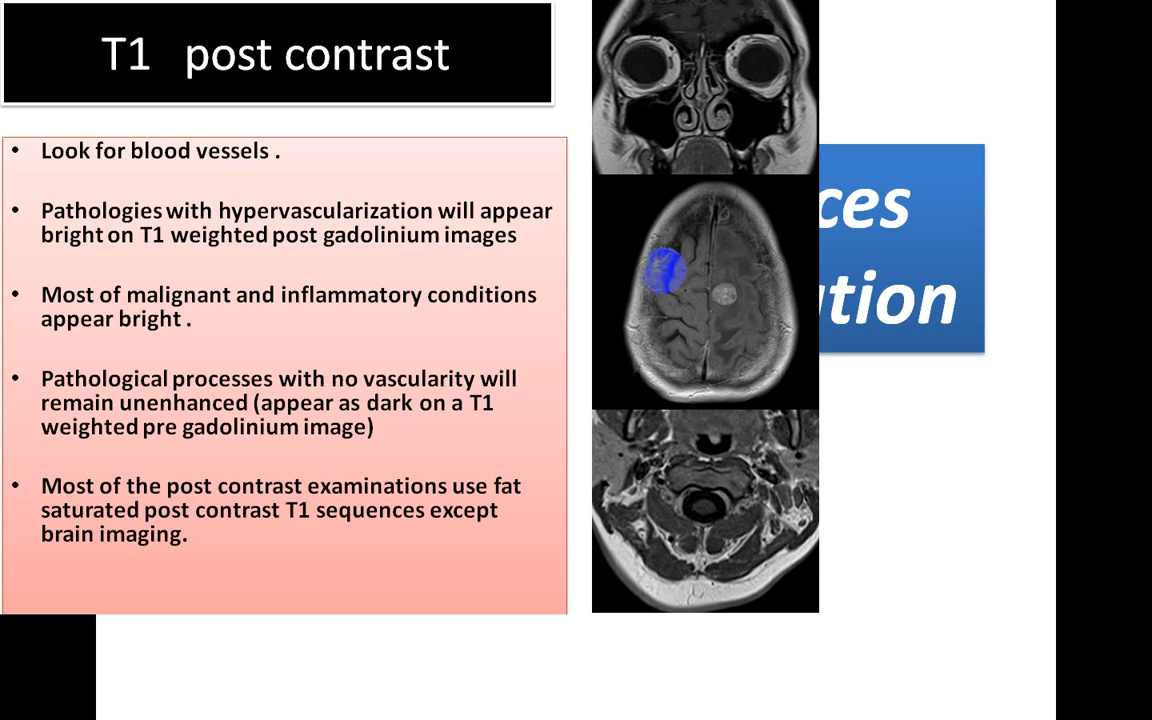 T1 post contrast
• Look for blood vessels .
• Pathologies with hypervascularization will appear
bright on T1 weighted post gadolinium images
• Most of malignant and inflammatory conditions
appear bright .
• Pathological processes with no vascularity will
remain unenhanced (appear as dark on a T1
weighted pre gadolinium image)
• Most of the post contrast examinations use fat
saturated post contrast T1 sequences except
brain imaging.